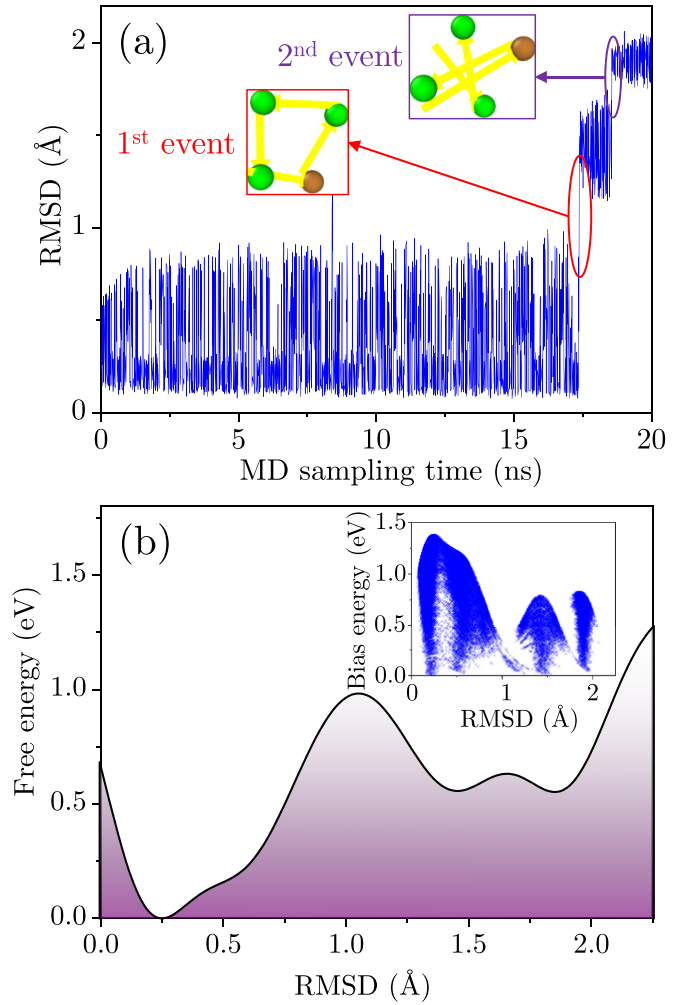 (a)
2nd event
1st event
RMSD (Å)
2
1
0
0 5 10 15 20
MD sampling time (ns)
(b)
Free energy (eV)
1.5
1.0
0.5
0.0
0.0 0.5 1.0 1.5 2.0
RMSD (Å)
Bias energy (eV)
1.5
1.0
0.5
0.0
0 1 2
RMSD (Å)